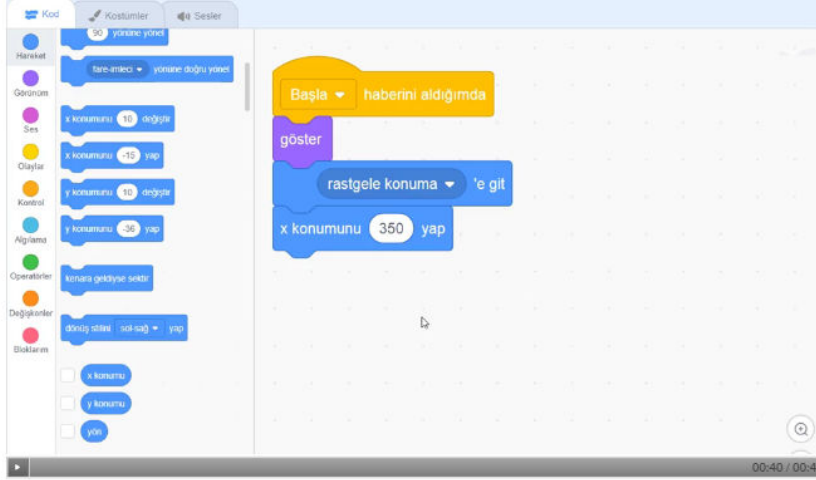 Kod Kostümler Sesler
Hareket
Görünüm
Ses
Olaylar
Kontrol
Algılama
Operatörler
Değişkenler
Bloklarım
90 yönüne yönel
fare-imleci yönüne doğru yönel
x konumunu 10 değiştir
x konumunu -15 yap
y konumunu 10 değiştir
y konumunu -36 yap
kenara geldiyse sektir
dönüş stilini sol-sağ yap
x konumu
y konumu
yön
Başla haberini aldığımda
göster
rastgele konuma 'e git
x konumunu 350 yap
00:40 / 00:4